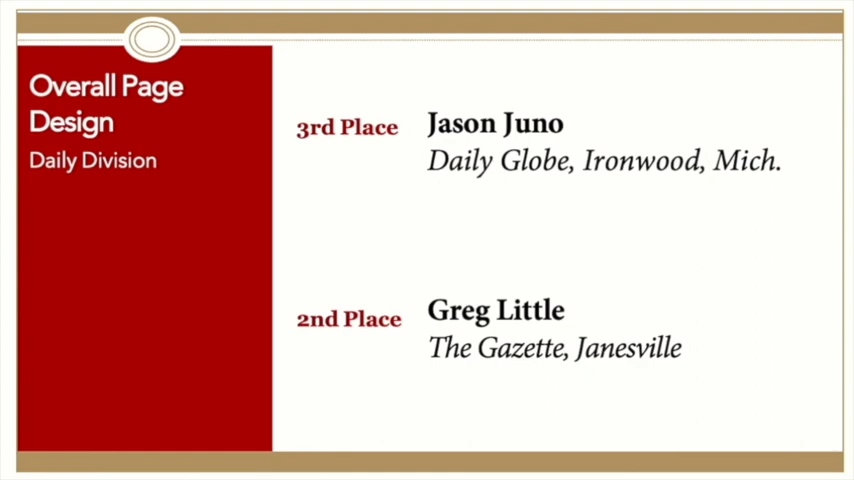 Overall Page
Design
Daily Division
3rd Place
Jason Juno
Daily Globe, Ironwood, Mich.
2nd Place
Greg Little
The Gazette, Janesville